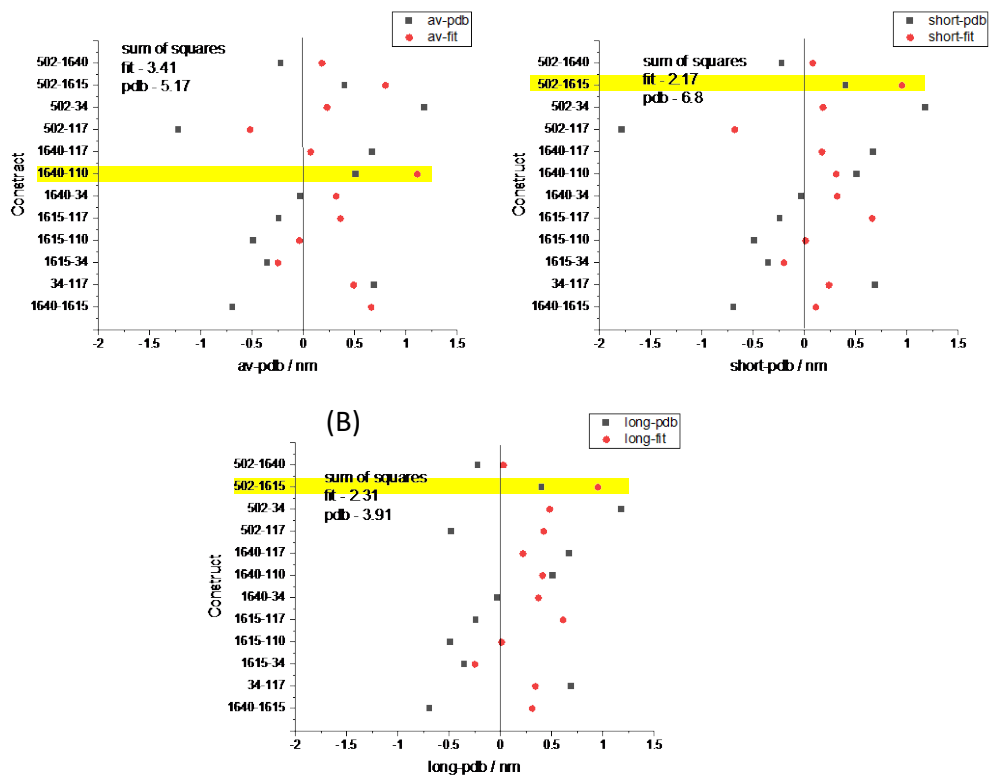 av-pdb
av-fit
sum of squares
fit - 3.41
pdb - 5.17
502-1640
502-1615
502-34
502-117
1640-117
1640-110
1640-34
1615-117
1615-110
1615-34
34-117
1640-1615
Constract
-2
-1.5
-1
-0.5
0
0.5
1
1.5
av-pdb / nm
short-pdb
short-fit
sum of squares
fit - 2.17
pdb - 6.8
502-1640
502-1615
502-34
502-117
1640-117
1640-110
1640-34
1615-117
1615-110
1615-34
34-117
1640-1615
Construct
-2
-1.5
-1
-0.5
0
0.5
1
1.5
short-pdb / nm
(B)
long-pdb
long-fit
sum of squares
fit - 2.31
pdb - 3.91
502-1640
502-1615
502-34
502-117
1640-117
1640-110
1640-34
1615-117
1615-110
1615-34
34-117
1640-1615
Construct
-2
-1.5
-1
-0.5
0
0.5
1
1.5
long-pdb / nm